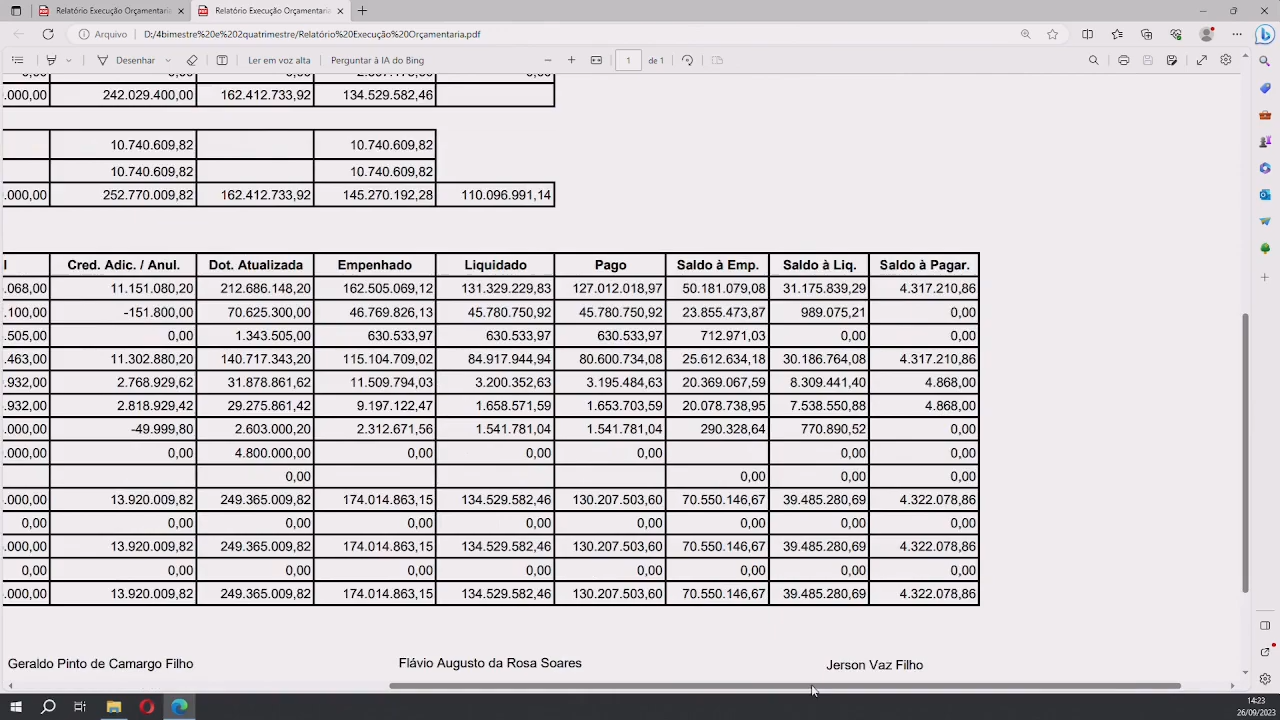 Relatório Execução Orçamentaria Relatório Execução Orçamentaria
Arquivo D:/4bimestre%20e%202quatrimestre/Relatório%20Execução%20Orçamentaria.pdf
Desenhar Ler em voz alta Perguntar à IA do Bing 1 de 1
.000,00 242.029.400,00 162.412.733,92 134.529.582,46
10.740.609,82 10.740.609,82
10.740.609,82 10.740.609,82
.000,00 252.770.009,82 162.412.733,92 145.270.192,28 110.096.991,14
l Cred. Adic. / Anul. Dot. Atualizada Empenhado Liquidado Pago Saldo à Emp. Saldo à Liq. Saldo à Pagar.
.068,00 11.151.080,20 212.686.148,20 162.505.069,12 131.329.229,83 127.012.018,97 50.181.079,08 31.175.839,29 4.317.210,86
.100,00 -151.800,00 70.625.300,00 46.769.826,13 45.780.750,92 45.780.750,92 23.855.473,87 989.075,21 0,00
.505,00 0,00 1.343.505,00 630.533,97 630.533,97 630.533,97 712.971,03 0,00 0,00
.463,00 11.302.880,20 140.717.343,20 115.104.709,02 84.917.944,94 80.600.734,08 25.612.634,18 30.186.764,08 4.317.210,86
.932,00 2.768.929,62 31.878.861,62 11.509.794,03 3.200.352,63 3.195.484,63 20.369.067,59 8.309.441,40 4.868,00
.932,00 2.818.929,42 29.275.861,42 9.197.122,47 1.658.571,59 1.653.703,59 20.078.738,95 7.538.550,88 4.868,00
.000,00 -49.999,80 2.603.000,20 2.312.671,56 1.541.781,04 1.541.781,04 290.328,64 770.890,52 0,00
.000,00 0,00 4.800.000,00 0,00 0,00 0,00 0,00 0,00
0,00 0,00 0,00 0,00
.000,00 13.920.009,82 249.365.009,82 174.014.863,15 134.529.582,46 130.207.503,60 70.550.146,67 39.485.280,69 4.322.078,86
0,00 0,00 0,00 0,00 0,00 0,00 0,00 0,00 0,00
.000,00 13.920.009,82 249.365.009,82 174.014.863,15 134.529.582,46 130.207.503,60 70.550.146,67 39.485.280,69 4.322.078,86
0,00 0,00 0,00 0,00 0,00 0,00 0,00 0,00 0,00
.000,00 13.920.009,82 249.365.009,82 174.014.863,15 134.529.582,46 130.207.503,60 70.550.146,67 39.485.280,69 4.322.078,86
Geraldo Pinto de Camargo Filho Flávio Augusto da Rosa Soares Jerson Vaz Filho
14:23
26/09/2023